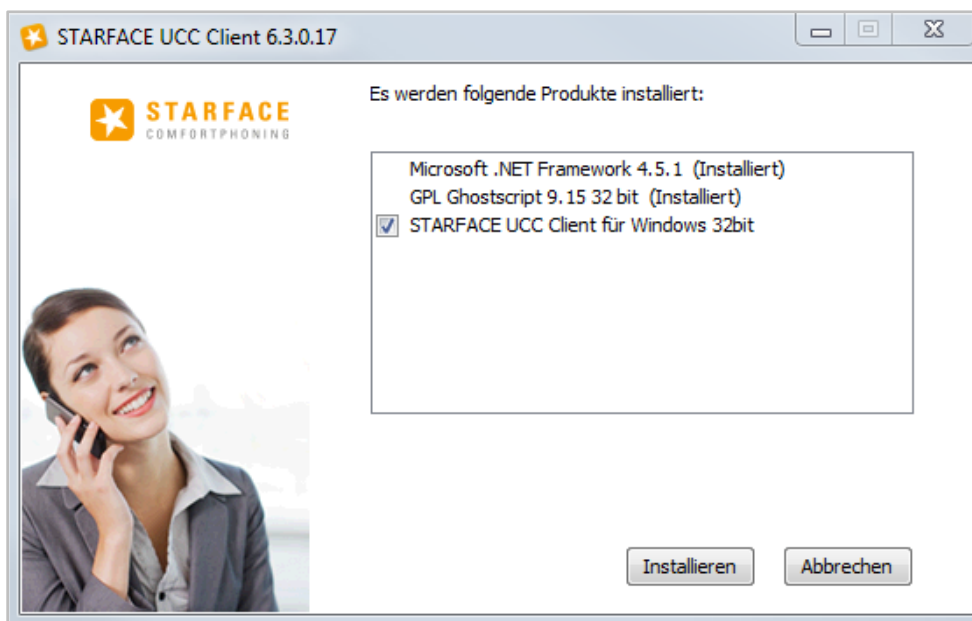 STARFACE UCC Client 6.3.0.17
STARFACE
COMFORTPHONING
Es werden folgende Produkte installiert:
Microsoft .NET Framework 4.5.1 (Installiert)
GPL Ghostscript 9.15 32 bit (Installiert)
STARFACE UCC Client für Windows 32bit
Installieren
Abbrechen